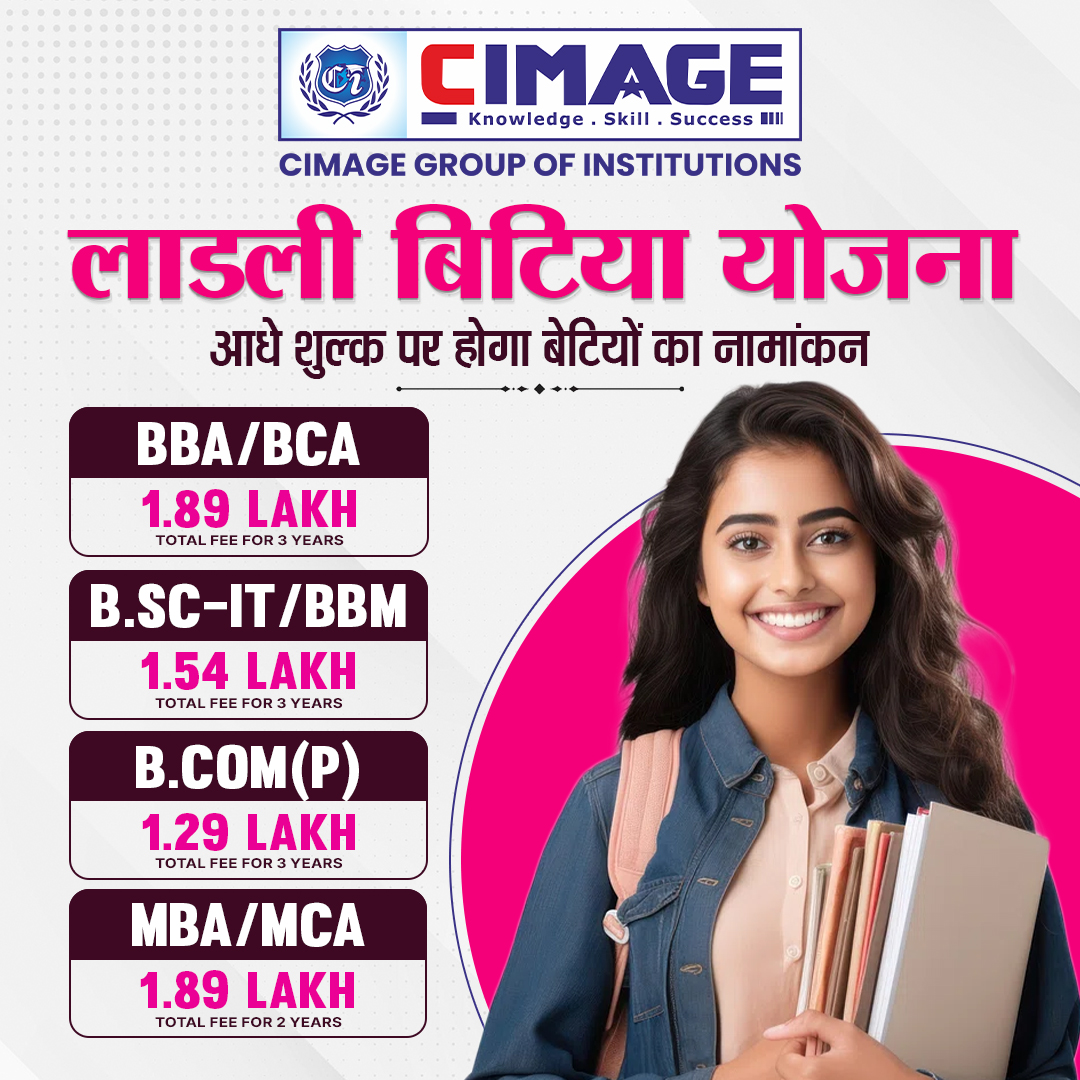 CIMAGE
Knowledge . Skill . Success
CIMAGE GROUP OF INSTITUTIONS
लाडली बिटिया योजना
आधे शुल्क पर होगा बेटियों का नामांकन
BBA/BCA
1.89 LAKH
TOTAL FEE FOR 3 YEARS
B.SC-IT/BBM
1.54 LAKH
TOTAL FEE FOR 3 YEARS
B.COM(P)
1.29 LAKH
TOTAL FEE FOR 3 YEARS
MBA/MCA
1.89 LAKH
TOTAL FEE FOR 2 YEARS